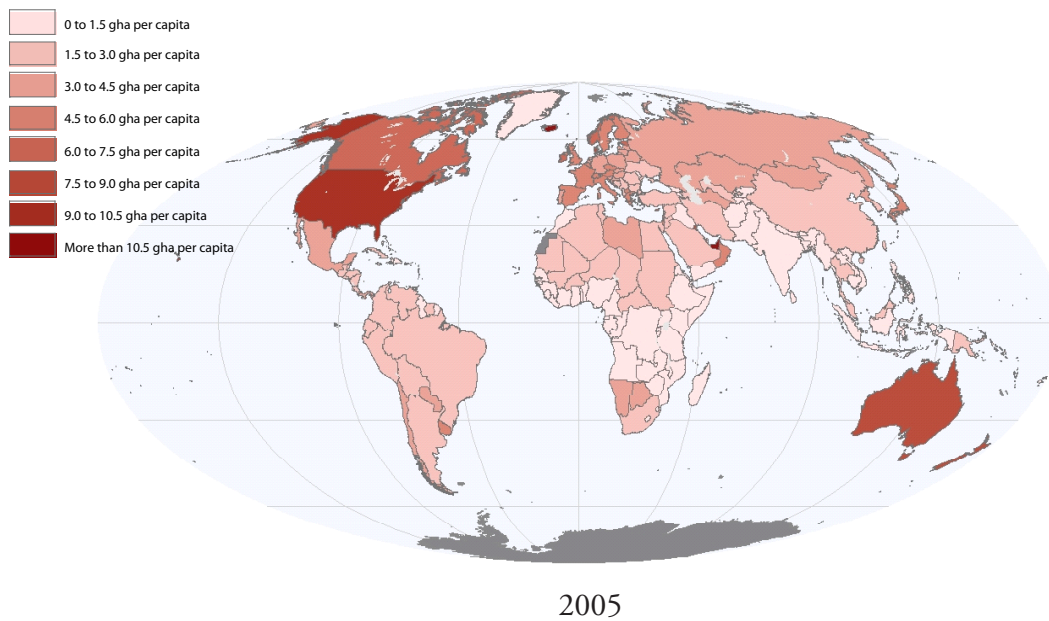 0 to 1.5 gha per capita
1.5 to 3.0 gha per capita
3.0 to 4.5 gha per capita
4.5 to 6.0 gha per capita
6.0 to 7.5 gha per capita
7.5 to 9.0 gha per capita
9.0 to 10.5 gha per capita
More than 10.5 gha per capita
2005